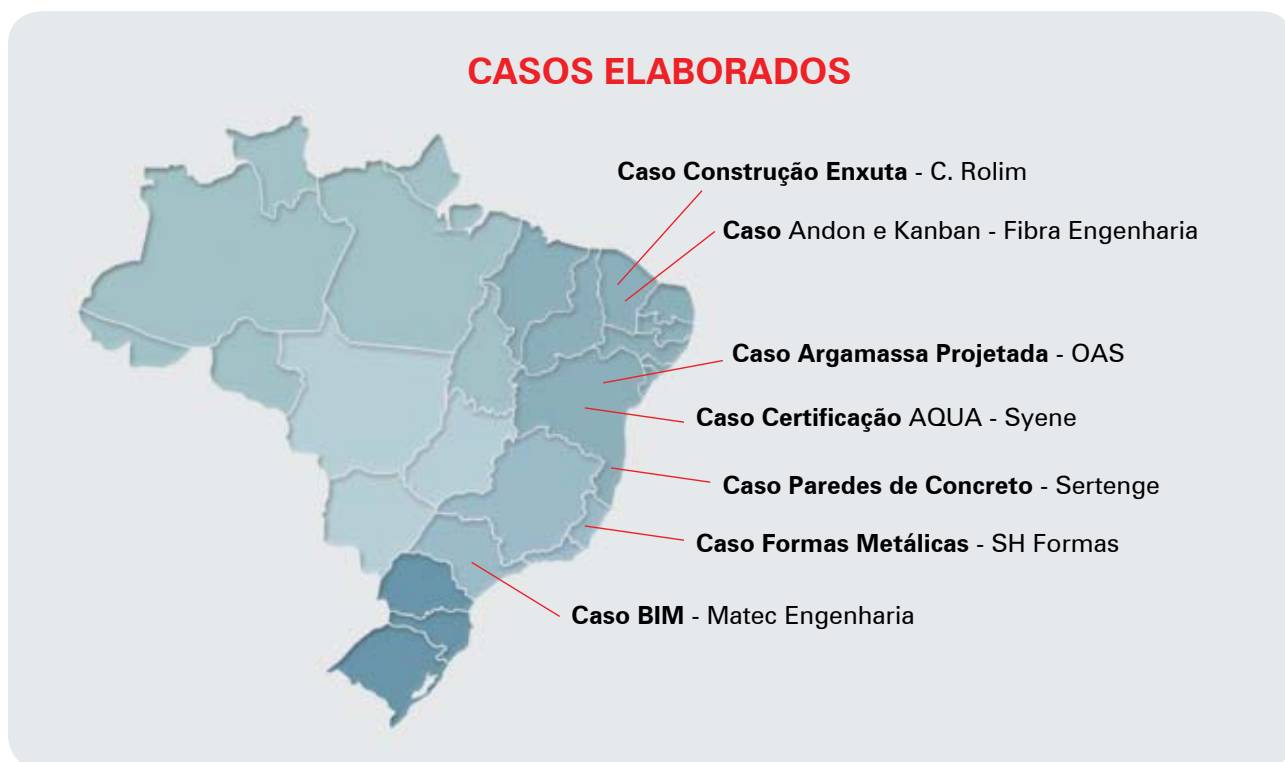 CASOS ELABORADOS
Caso Construção Enxuta - C. Rolim
Caso Andon e Kanban - Fibra Engenharia
Caso Argamassa Projetada - OAS
Caso Certificação AQUA - Syene
Caso Paredes de Concreto - Sertenge
Caso Formas Metálicas - SH Formas
Caso BIM - Matec Engenharia